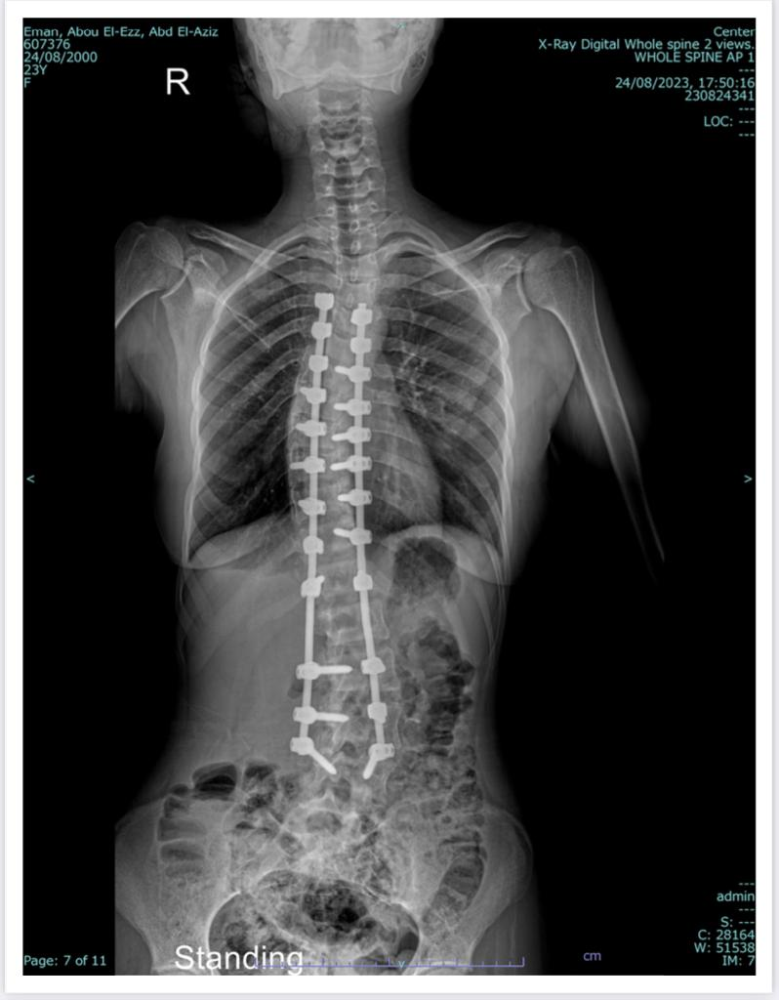 Eman, Abou El-Ezz, Abd El-Aziz
607376
24/08/2000
23Y
F
R
Center
X-Ray Digital Whole spine 2 views.
WHOLE SPINE AP 1
---
24/08/2023, 17:50:16
230824341
---
LOC: ---
---
<
>
Page: 7 of 11
Standing
v
cm
---
admin
---
S: ---
C: 28164
W: 51538
IM: 7